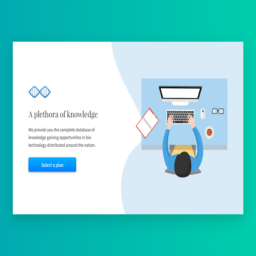 A plethora of knowledge
We provide you the complete database of
knowledge gaining opportunities in bio
technology distributed around the nation.
Select a plan